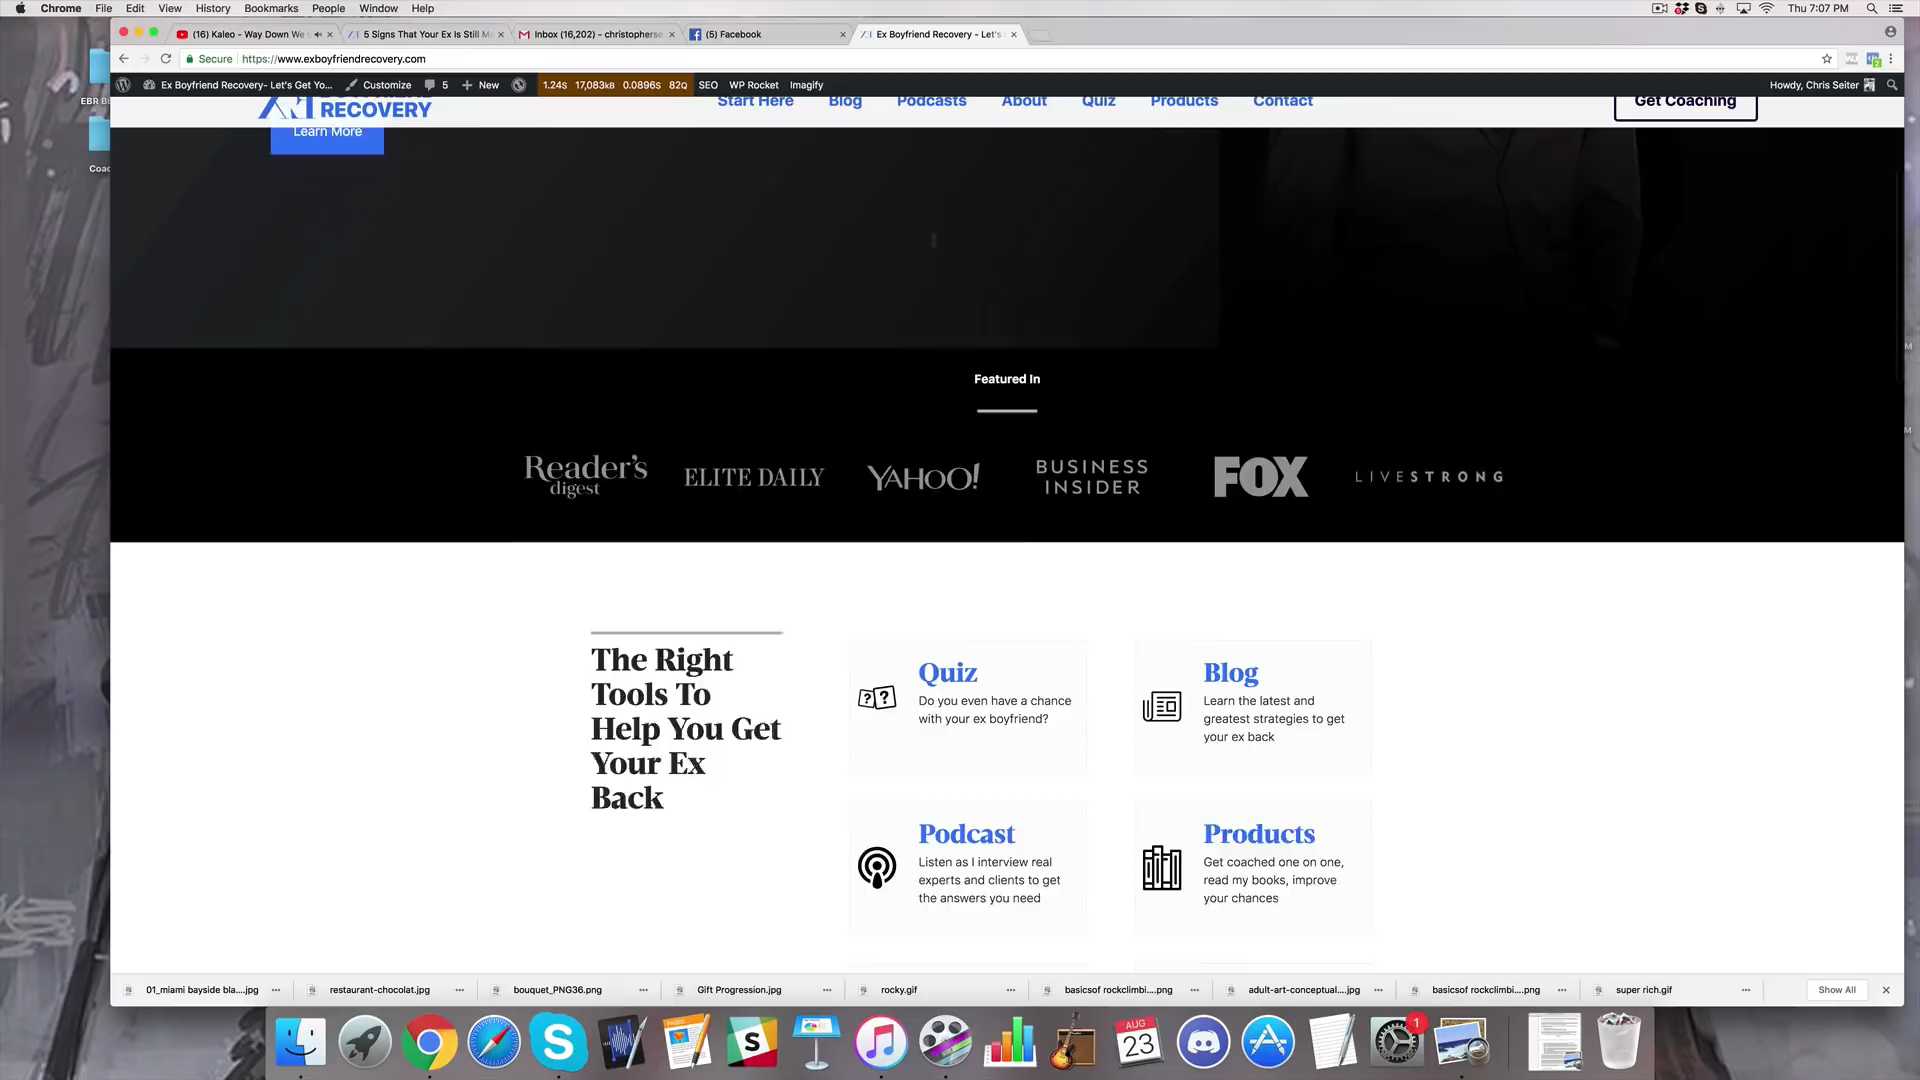 Chrome File Edit View History Bookmarks People Window Help Thu 7:07 PM
(16) Kaleo - Way Down We 5 Signs That Your Ex Is Still M Inbox (16,202) - christopherse (5) Facebook Ex Boyfriend Recovery - Let's
Secure https://www.exboyfriendrecovery.com
Ex Boyfriend Recovery- Let's Get Yo... Customize 5 New 1.24S 17,083kB 0.0896S 82Q SEO WP Rocket Imagify Howdy, Chris Seiter
RECOVERY Start Here Blog Podcasts About Quiz Products Contact Get Coaching
Learn More
Featured In
Reader's digest
ELITE DAILY
YAHOO!
BUSINESS INSIDER
FOX
LIVESTRONG
The Right
Tools To
Help You Get
Your Ex
Back
Quiz
Do you even have a chance
with your ex boyfriend?
Blog
Learn the latest and
greatest strategies to get
your ex back
Podcast
Listen as I interview real
experts and clients to get
the answers you need
Products
Get coached one on one,
read my books, improve
your chances
01_miami bayside bla....jpg restaurant-chocolat.jpg bouquet_PNG36.png Gift Progression.jpg rocky.gif basicsof rockclimbi....png adult-art-conceptual....jpg basicsof rockclimbi....png super rich.gif Show All
AUG
23
1